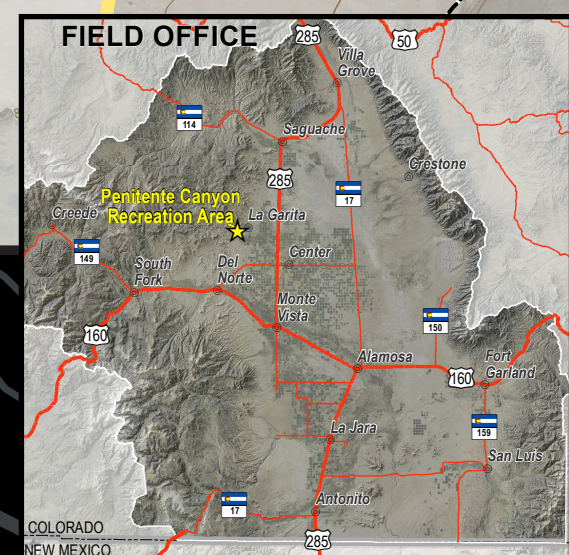 FIELD OFFICE
285
50
Villa
Grove
114
Saguache
Crestone
285
17
Penitente Canyon
Recreation Area
Creede
La Garita
149
Center
South
Fork
Del
Norte
Monte
Vista
150
160
Alamosa
160
Fort
Garland
159
La Jara
San Luis
17
Antonito
COLORADO
285
NEW MEXICO